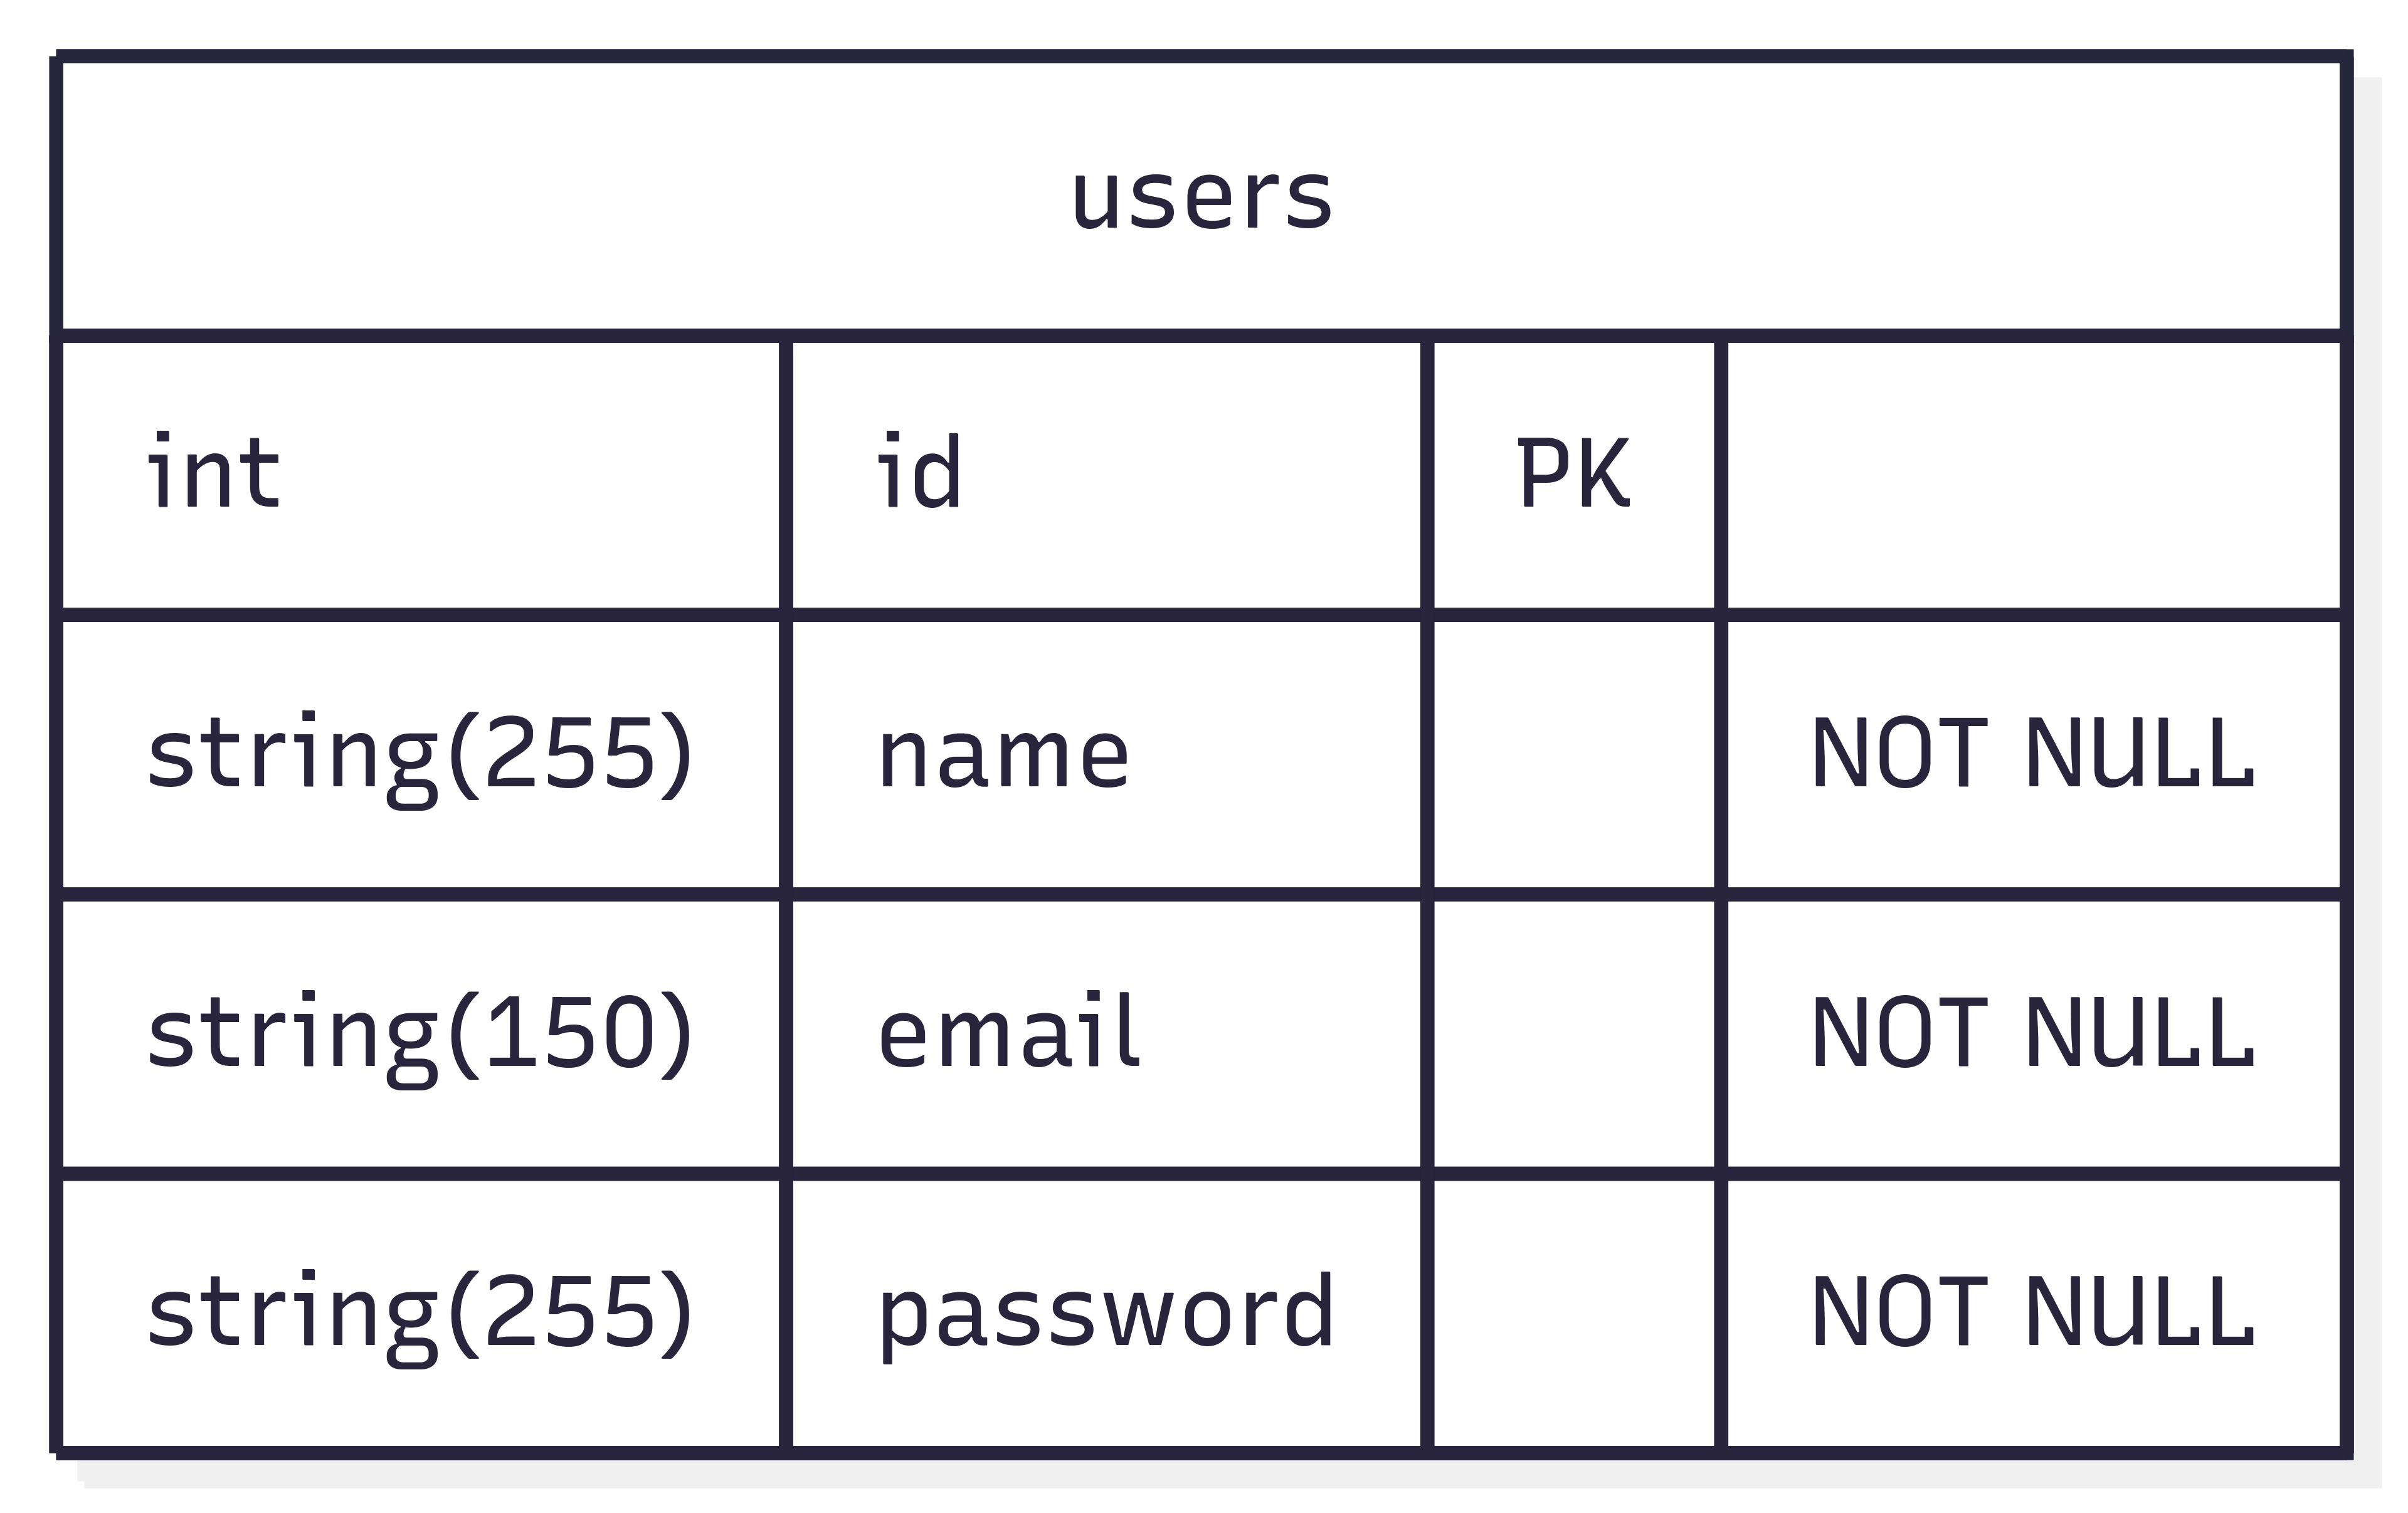 users
int id PK
string(255) name NOT NULL
string(150) email NOT NULL
string(255) password NOT NULL